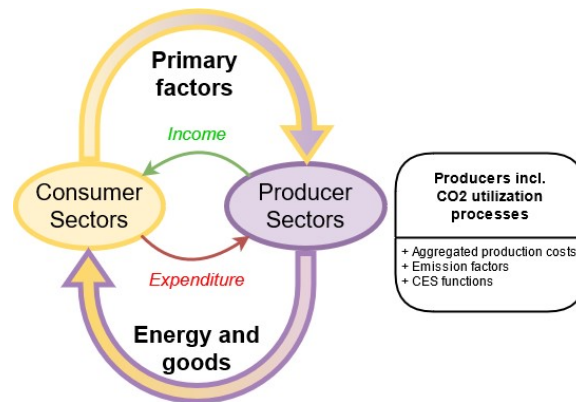 Primary
factors
Income
Consumer
Sectors
Producer
Sectors
Expenditure
Energy and
goods
Producers incl.
CO2 utilization
processes
+ Aggregated production costs
+ Emission factors
+ CES functions